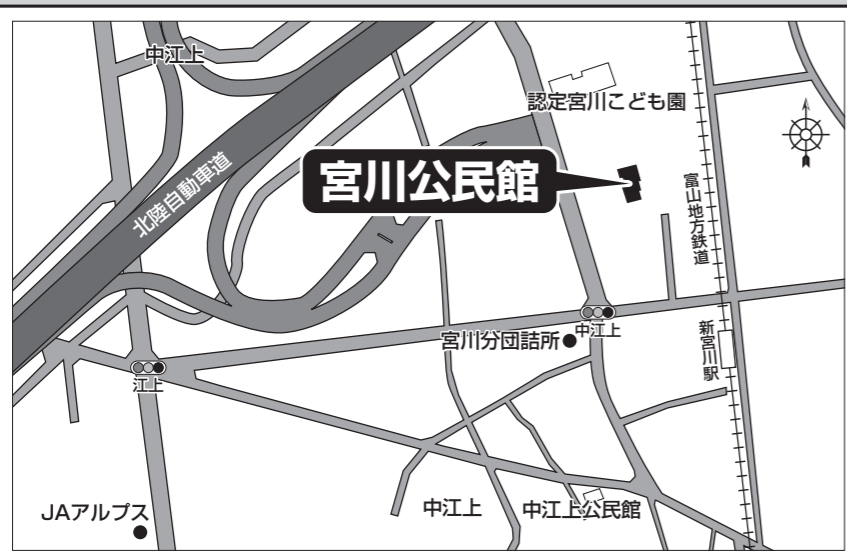 中江上
認定宮川こども園
北陸自動車道
宮川公民館
富山地方鉄道
宮川分団詰所
中江上
新宮川駅
江上
JAアルプス
中江上
中江上公民館